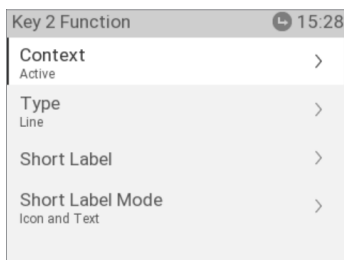 Key 2 Function 15:28
Context
Active
Type
Line
Short Label
Short Label Mode
Icon and Text